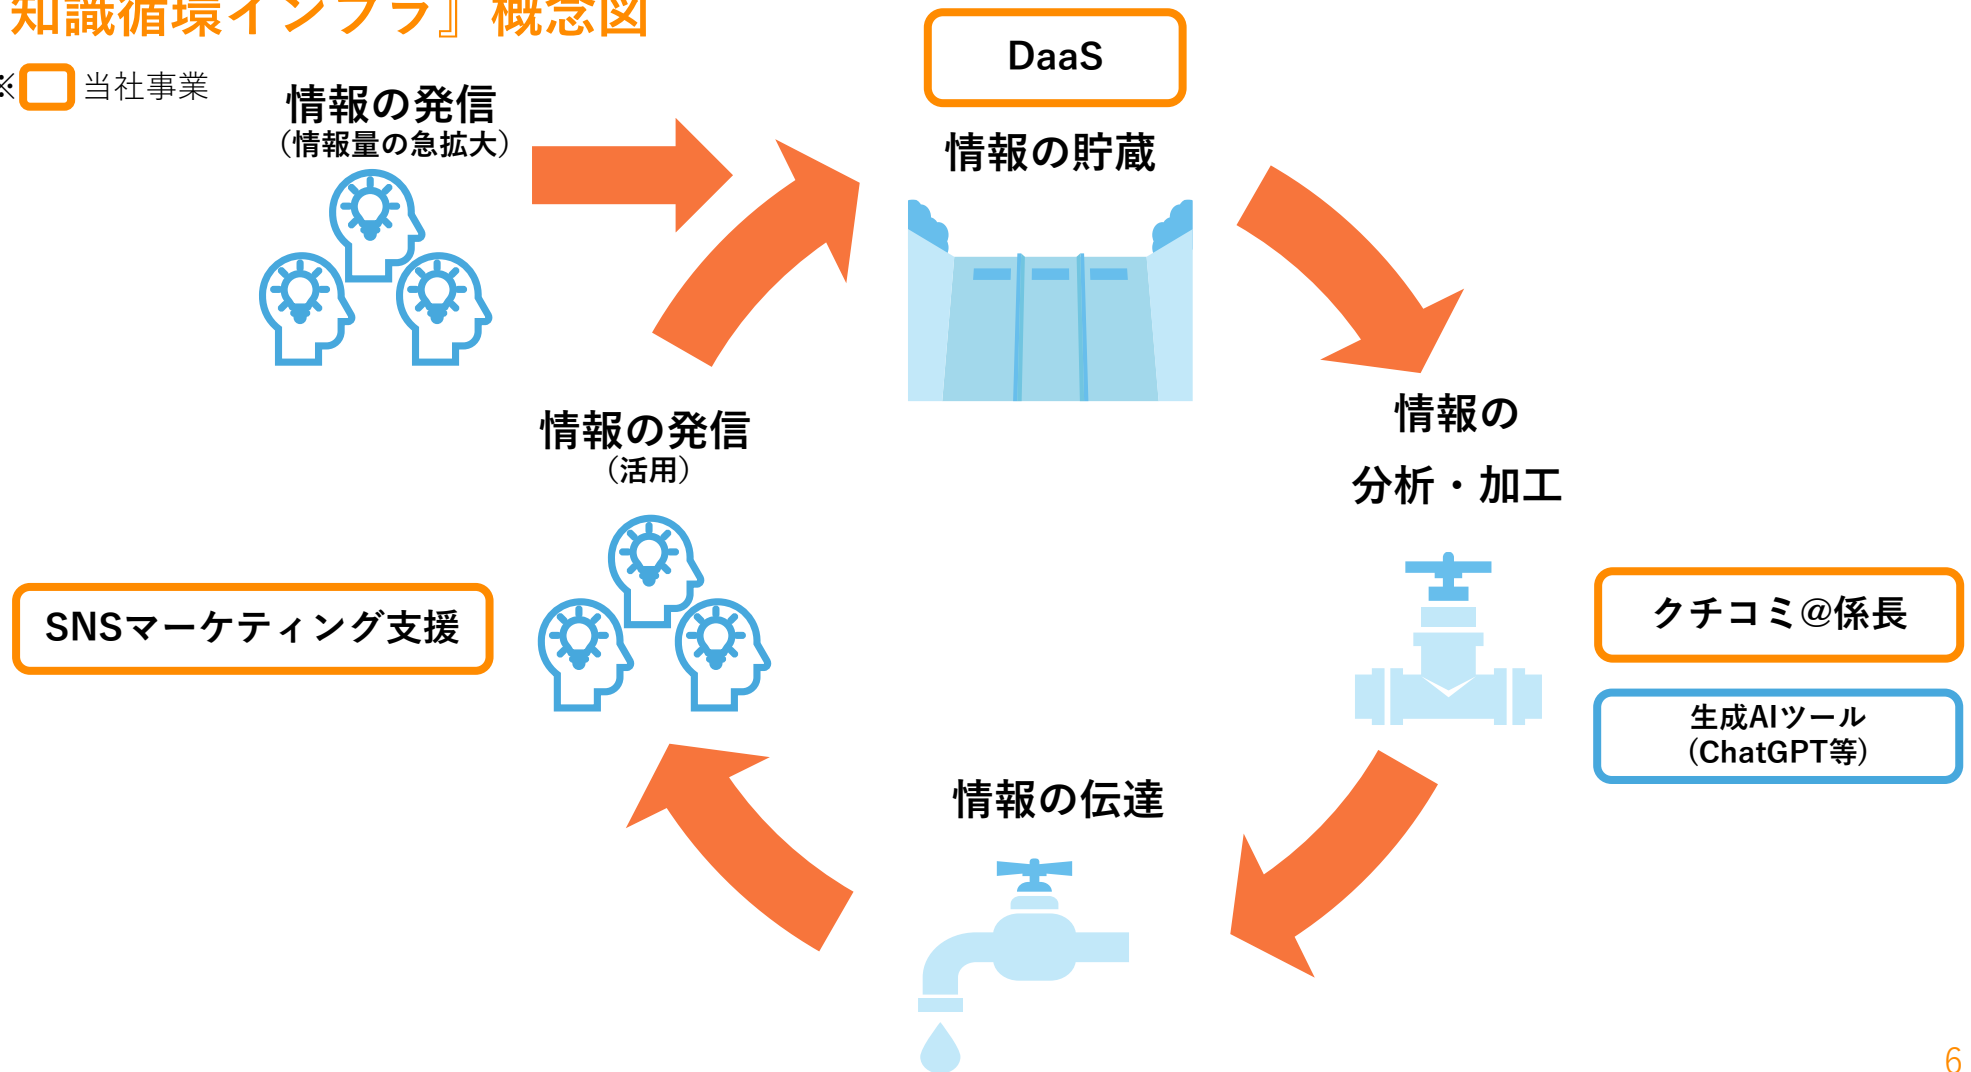 知識循環インフラ』概念図
※ 当社事業
DaaS
情報の発信
（情報量の急拡大）
情報の貯蔵
情報の発信
（活用）
情報の
分析・加工
SNSマーケティング支援
クチコミ@係長
生成AIツール
(ChatGPT等)
情報の伝達
6